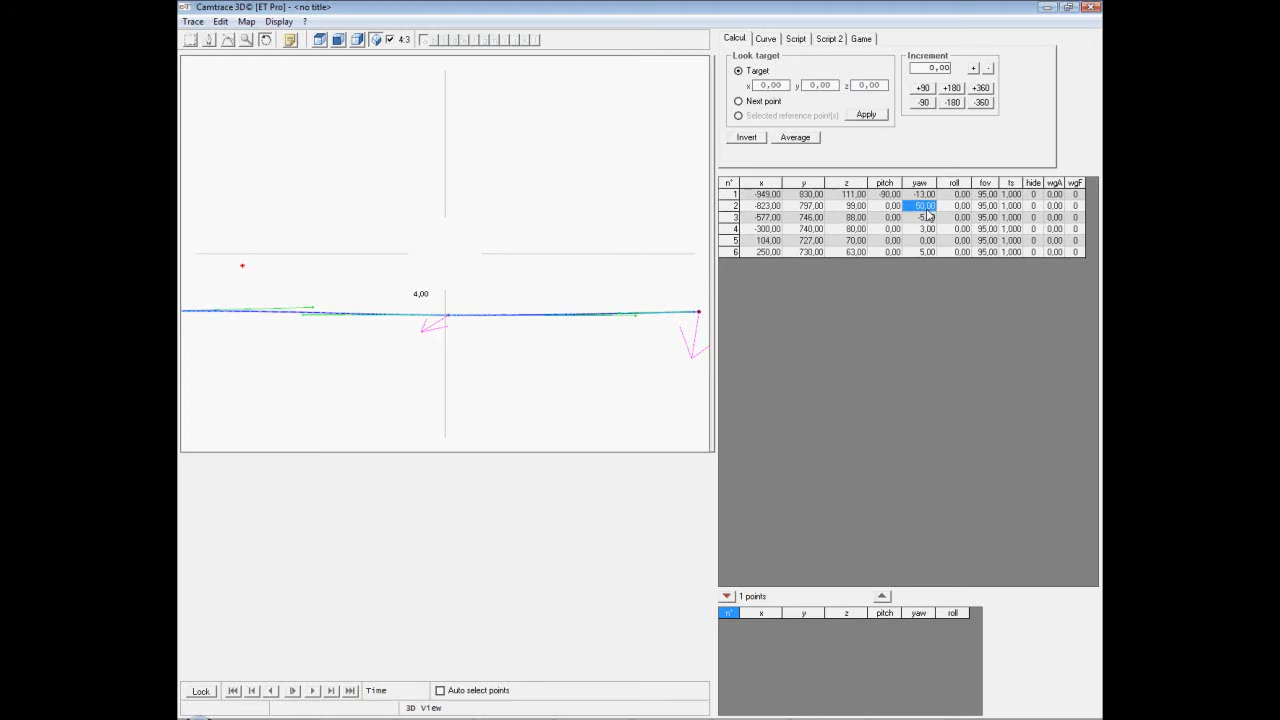 Camtrace 3D© [ET Pro] - <no title>
Trace Edit Map Display ?
4:3
Calcul Curve Script Script 2 Game
Look target
Target
x 0,00 y 0,00 z 0,00
Next point
Selected reference point(s) Apply
Increment
0,00 + -
+90 +180 +360
-90 -180 -360
Invert Average
n° x y z pitch yaw roll fov ts hide wgA wgF
1 -949,00 830,00 111,00 -90,00 -13,00 0,00 95,00 1,000 0 0 0
2 -823,00 797,00 99,00 0,00 50,00 0,00 95,00 1,000 0 0 0
3 -577,00 746,00 88,00 0,00 0,00 95,00 1,000 0 0 0
4 -300,00 740,00 80,00 0,00 3,00 0,00 95,00 1,000 0 0 0
5 104,00 727,00 70,00 0,00 0,00 0,00 95,00 1,000 0 0 0
6 250,00 730,00 63,00 0,00 5,00 0,00 95,00 1,000 0 0 0
4,00
1 points
n° x y z pitch yaw roll
Lock Time Auto select points
3D View